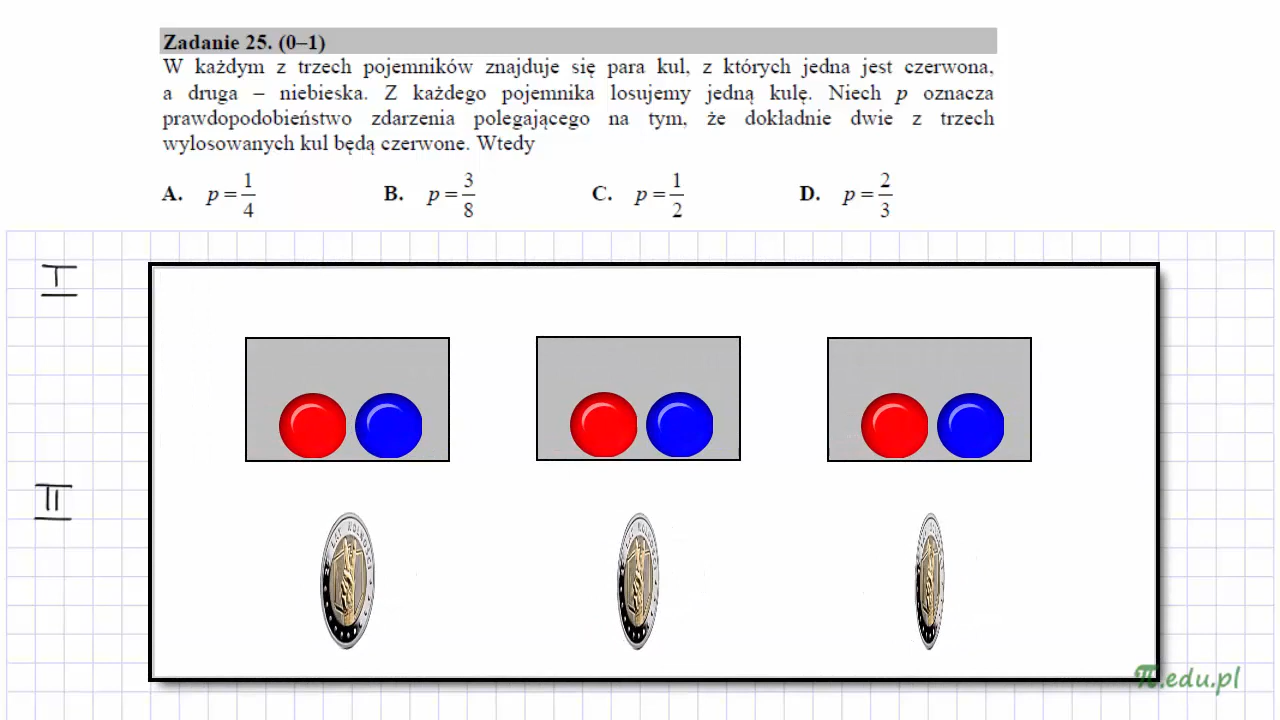 Zadanie 25. (0–1)
W każdym z trzech pojemników znajduje się para kul, z których jedna jest czerwona,
a druga – niebieska. Z każdego pojemnika losujemy jedną kulę. Niech p oznacza
prawdopodobieństwo zdarzenia polegającego na tym, że dokładnie dwie z trzech
wylosowanych kul będą czerwone. Wtedy
A. p = 1/4 B. p = 3/8 C. p = 1/2 D. p = 2/3
I
II
π.edu.pl